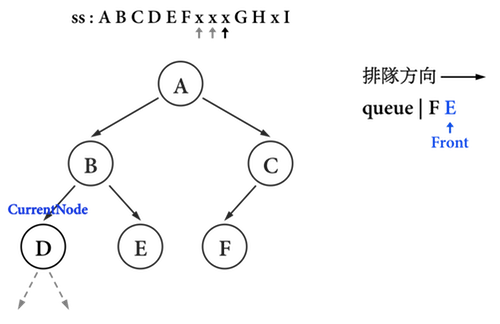 ss : A B C D E F x x x G H x I
排隊方向
queue | F E
Front
A
B
C
CurrentNode
D
E
F